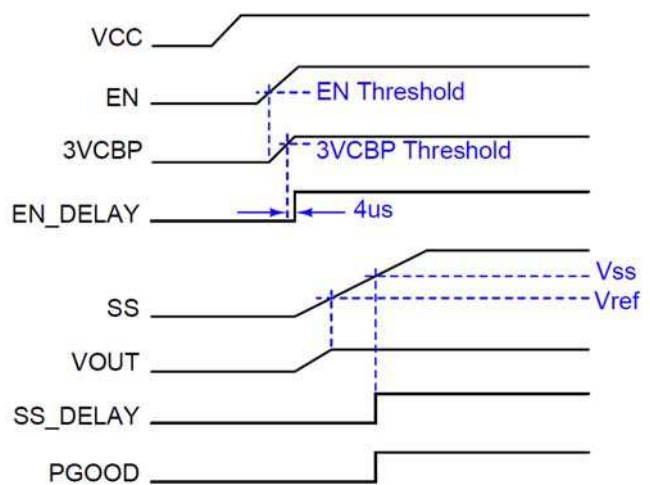 VCC
EN
EN Threshold
3VCBP
3VCBP Threshold
EN_DELAY
4us
SS
Vss
Vref
VOUT
SS_DELAY
PGOOD